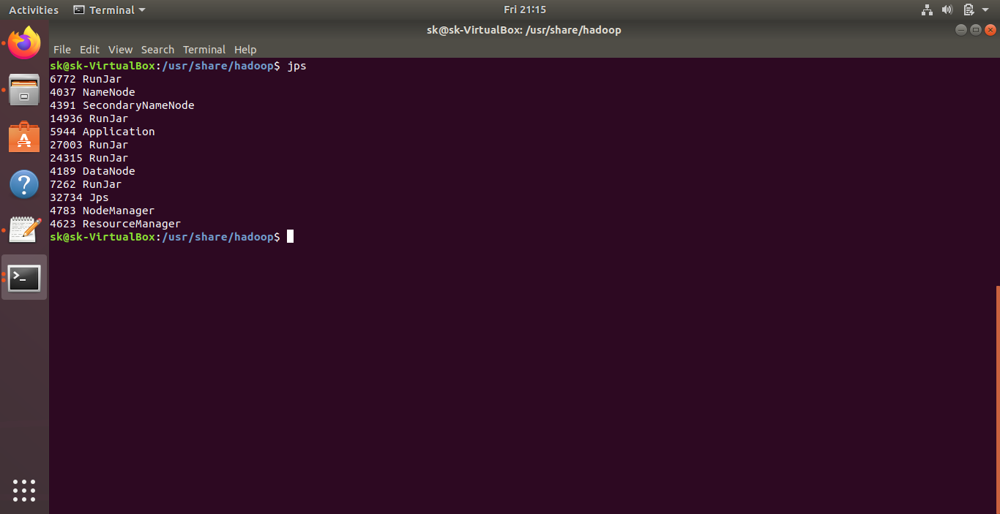 Activities Terminal Fri 21:15
sk@sk-VirtualBox: /usr/share/hadoop
File Edit View Search Terminal Help
sk@sk-VirtualBox:/usr/share/hadoop$ jps
6772 RunJar
4037 NameNode
4391 SecondaryNameNode
14936 RunJar
5944 Application
27003 RunJar
24315 RunJar
4189 DataNode
7262 RunJar
32734 Jps
4783 NodeManager
4623 ResourceManager
sk@sk-VirtualBox:/usr/share/hadoop$